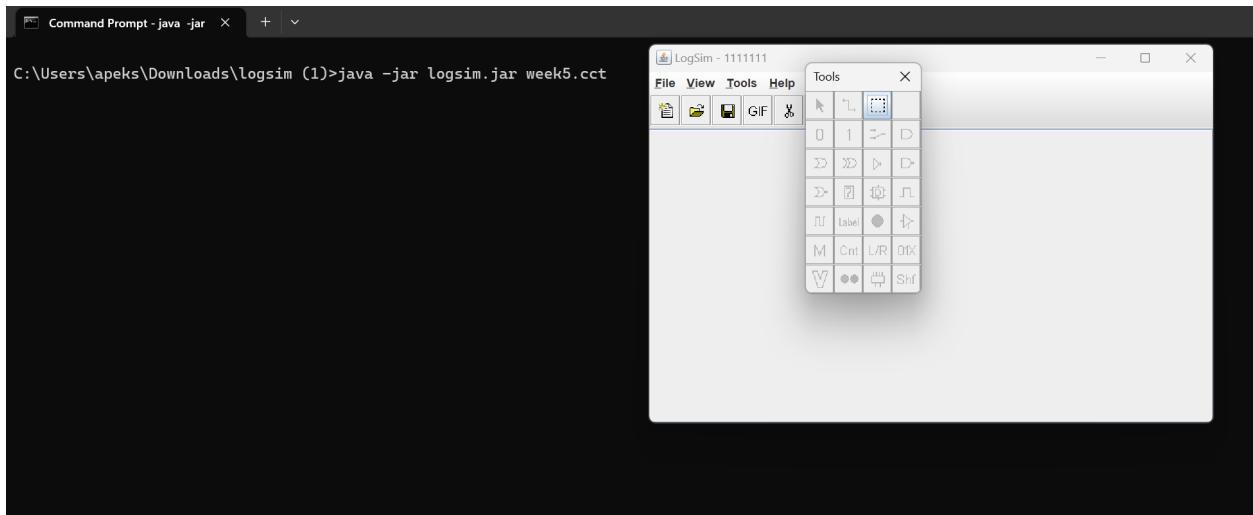 Command Prompt - java -jar
C:\Users\apeks\Downloads\logsim (1)>java -jar logsim.jar week5.cct
LogSim - 1111111
File View Tools Help
GIF
Tools
0 1
?
Label
M Cnt L/R 01X
V Shf